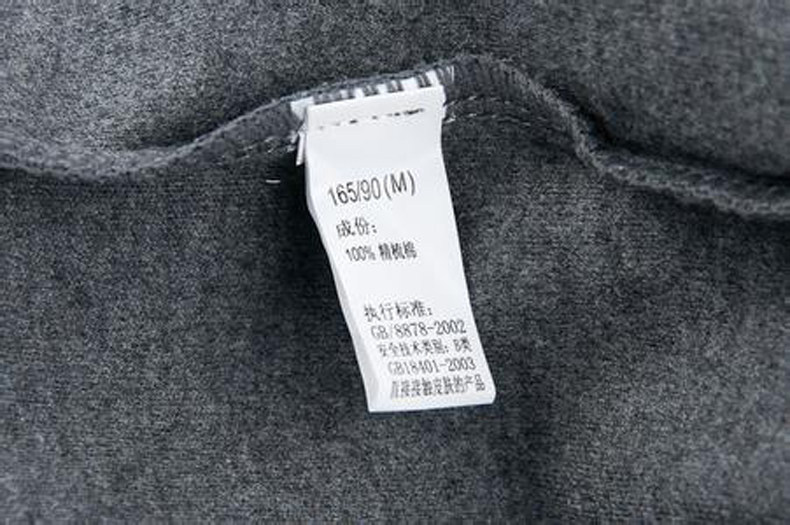 165/90(M)
成份：
100% 精梳棉
执行标准：
GB/8878-2002
安全技术类别：B类
GB18401-2003
直接接触皮肤的产品